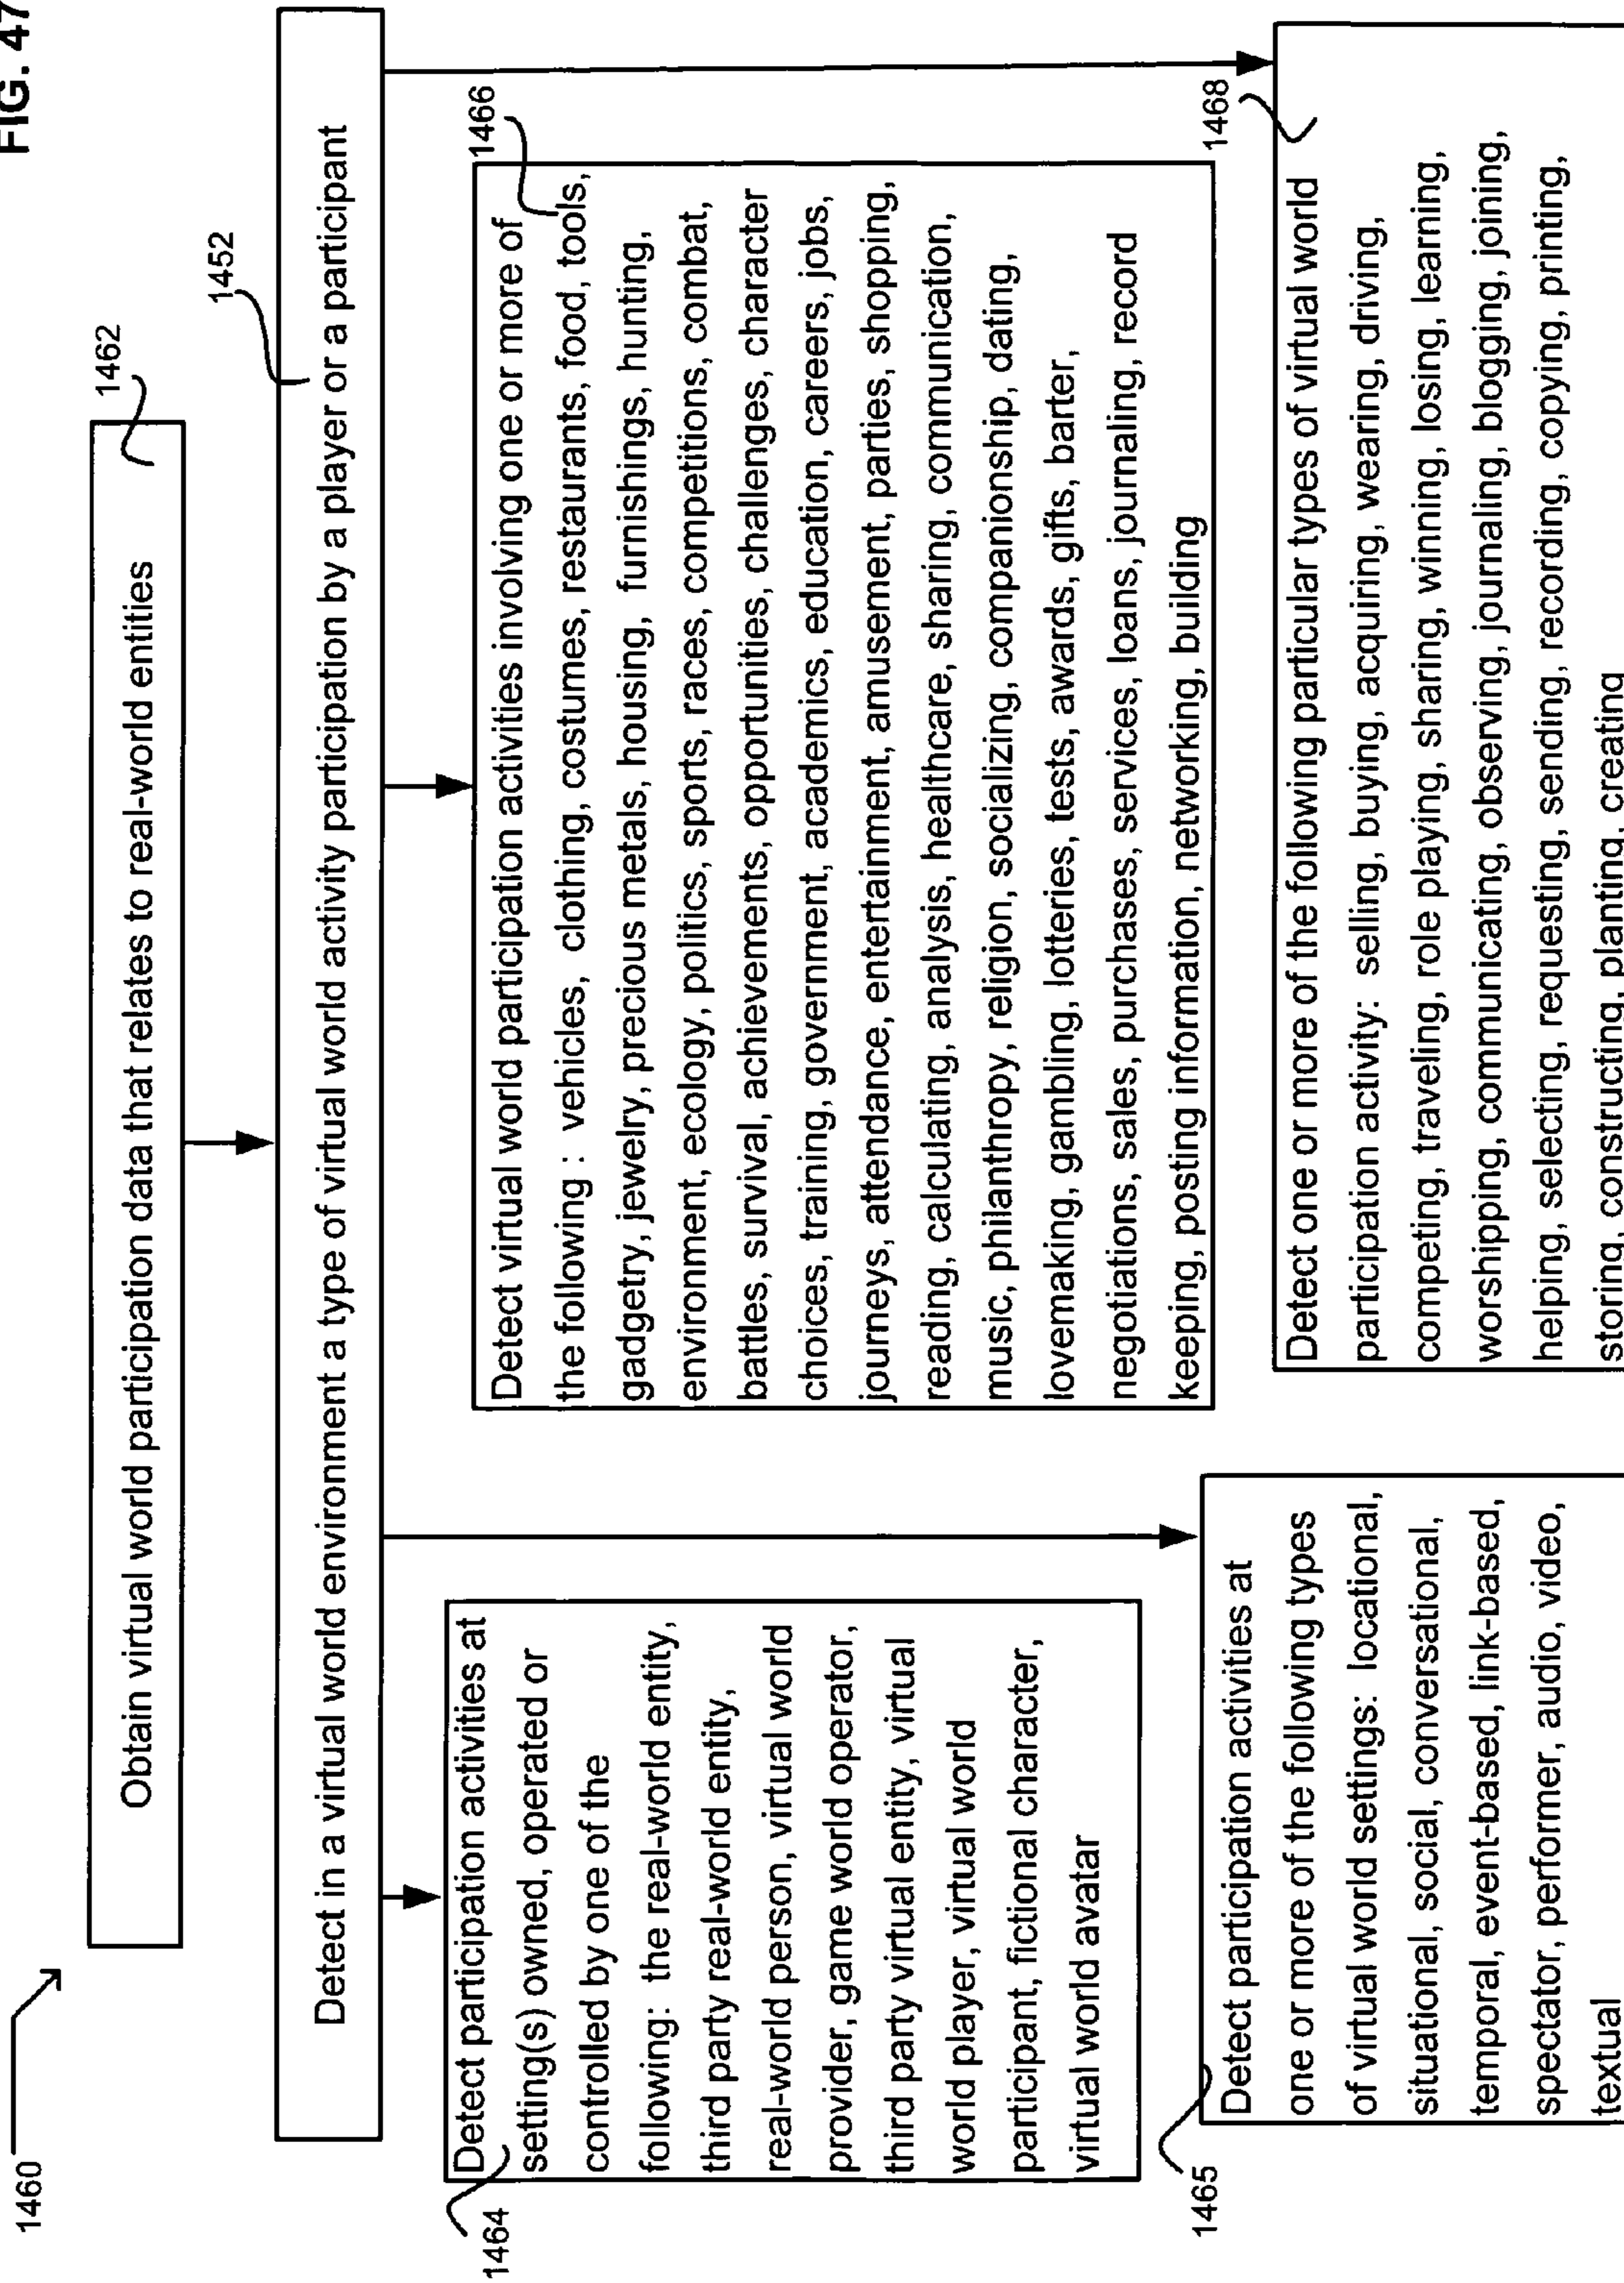 FIG. 47
1460
1462
Obtain virtual world participation data that relates to real-world entities
1452
Detect in a virtual world environment a type of virtual world activity participation by a player or a participant
1464
Detect participation activities at
setting(s) owned, operated or
controlled by one of the
following: the real-world entity,
third party real-world entity,
real-world person, virtual world
provider, game world operator,
third party virtual entity, virtual
world player, virtual world
participant, fictional character,
virtual world avatar
1466
Detect virtual world participation activities involving one or more of
the following : vehicles, clothing, costumes, restaurants, food, tools,
gadgetry, jewelry, precious metals, housing, furnishings, hunting,
environment, ecology, politics, sports, races, competitions, combat,
battles, survival, achievements, opportunities, challenges, character
choices, training, government, academics, education, careers, jobs,
journeys, attendance, entertainment, amusement, parties, shopping,
reading, calculating, analysis, healthcare, sharing, communication,
music, philanthropy, religion, socializing, companionship, dating,
lovemaking, gambling, lotteries, tests, awards, gifts, barter,
negotiations, sales, purchases, services, loans, journaling, record
keeping, posting information, networking, building
1465
Detect participation activities at
one or more of the following types
of virtual world settings: locational,
situational, social, conversational,
temporal, event-based, link-based,
spectator, performer, audio, video,
textual
1468
Detect one or more of the following particular types of virtual world
participation activity: selling, buying, acquiring, wearing, driving,
competing, traveling, role playing, sharing, winning, losing, learning,
worshipping, communicating, observing, journaling, blogging, joining,
helping, selecting, requesting, sending, recording, copying, printing,
storing, constructing, planting, creating